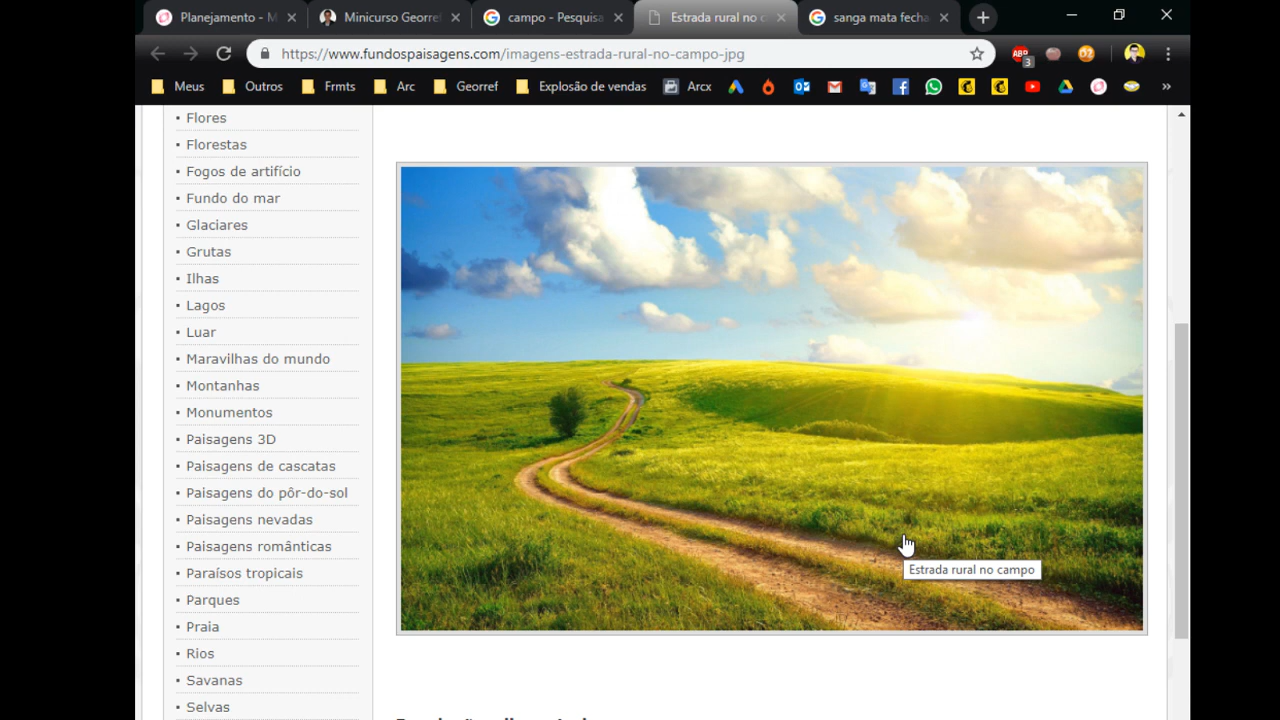 Planejamento - M
Minicurso Georref
campo - Pesquisa
Estrada rural no c
sanga mata fecha
https://www.fundospaisagens.com/imagens-estrada-rural-no-campo-jpg
ABP
3
02
Meus
Outros
Frmts
Arc
Georref
Explosão de vendas
Arcx
»
Flores
Florestas
Fogos de artifício
Fundo do mar
Glaciares
Grutas
Ilhas
Lagos
Luar
Maravilhas do mundo
Montanhas
Monumentos
Paisagens 3D
Paisagens de cascatas
Paisagens do pôr-do-sol
Paisagens nevadas
Paisagens românticas
Paraísos tropicais
Parques
Praia
Rios
Savanas
Selvas
Estrada rural no campo